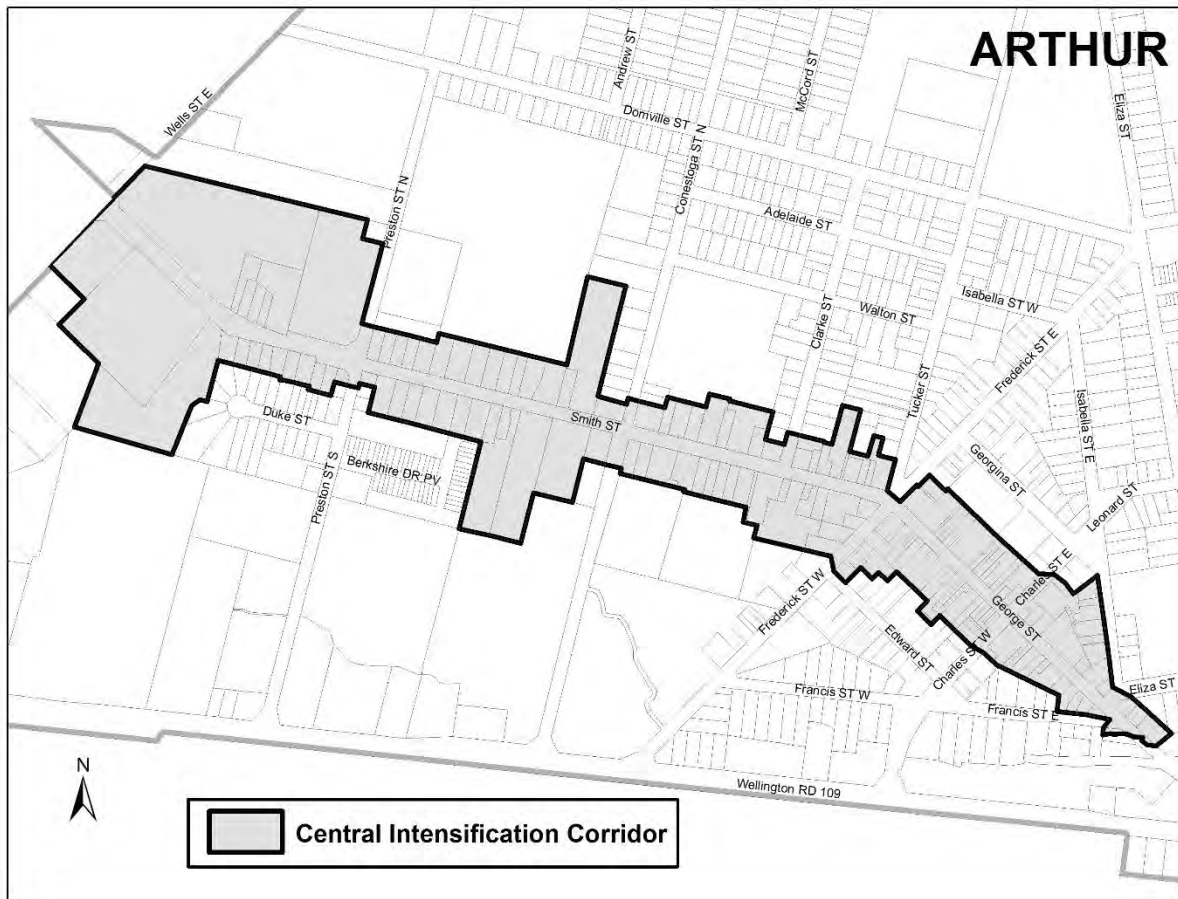 ARTHUR
Wells ST E
Andrew ST
McCord ST
Eliza ST
Domville ST
Conestoga ST N
Preston ST N
Adelaide ST
Isabella ST W
Walton ST
Clarke ST
Tucker ST
Frederick ST E
Isabella ST E
Smith ST
Duke ST
Berkshire DR PV
Preston ST S
Georgina ST
Leonard ST
Charles ST E
George ST
Frederick ST W
Edward ST
Charles ST W
Francis ST W
Francis ST E
Eliza ST
Wellington RD 109
N
Central Intensification Corridor